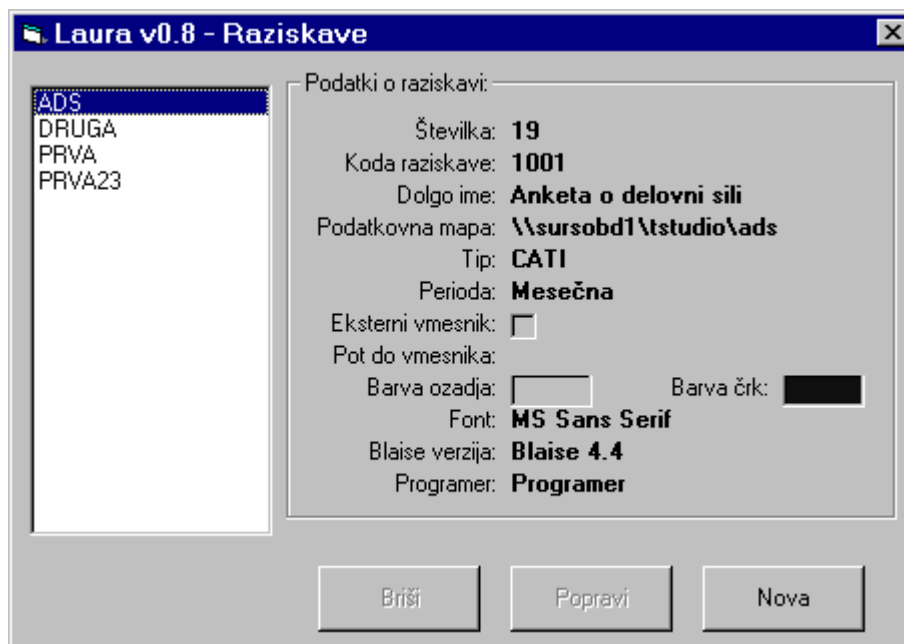 Laura v0.8 - Raziskave
ADS
DRUGA
PRVA
PRVA23
Podatki o raziskavi:
Številka: 19
Koda raziskave: 1001
Dolgo ime: Anketa o delovni sili
Podatkovna mapa: \\sursobd1\tstudio\ads
Tip: CATI
Perioda: Mesečna
Eksterni vmesnik:
Pot do vmesnika:
Barva ozadja: Barva črk:
Font: MS Sans Serif
Blaise verzija: Blaise 4.4
Programer: Programer
Briši Popravi Nova